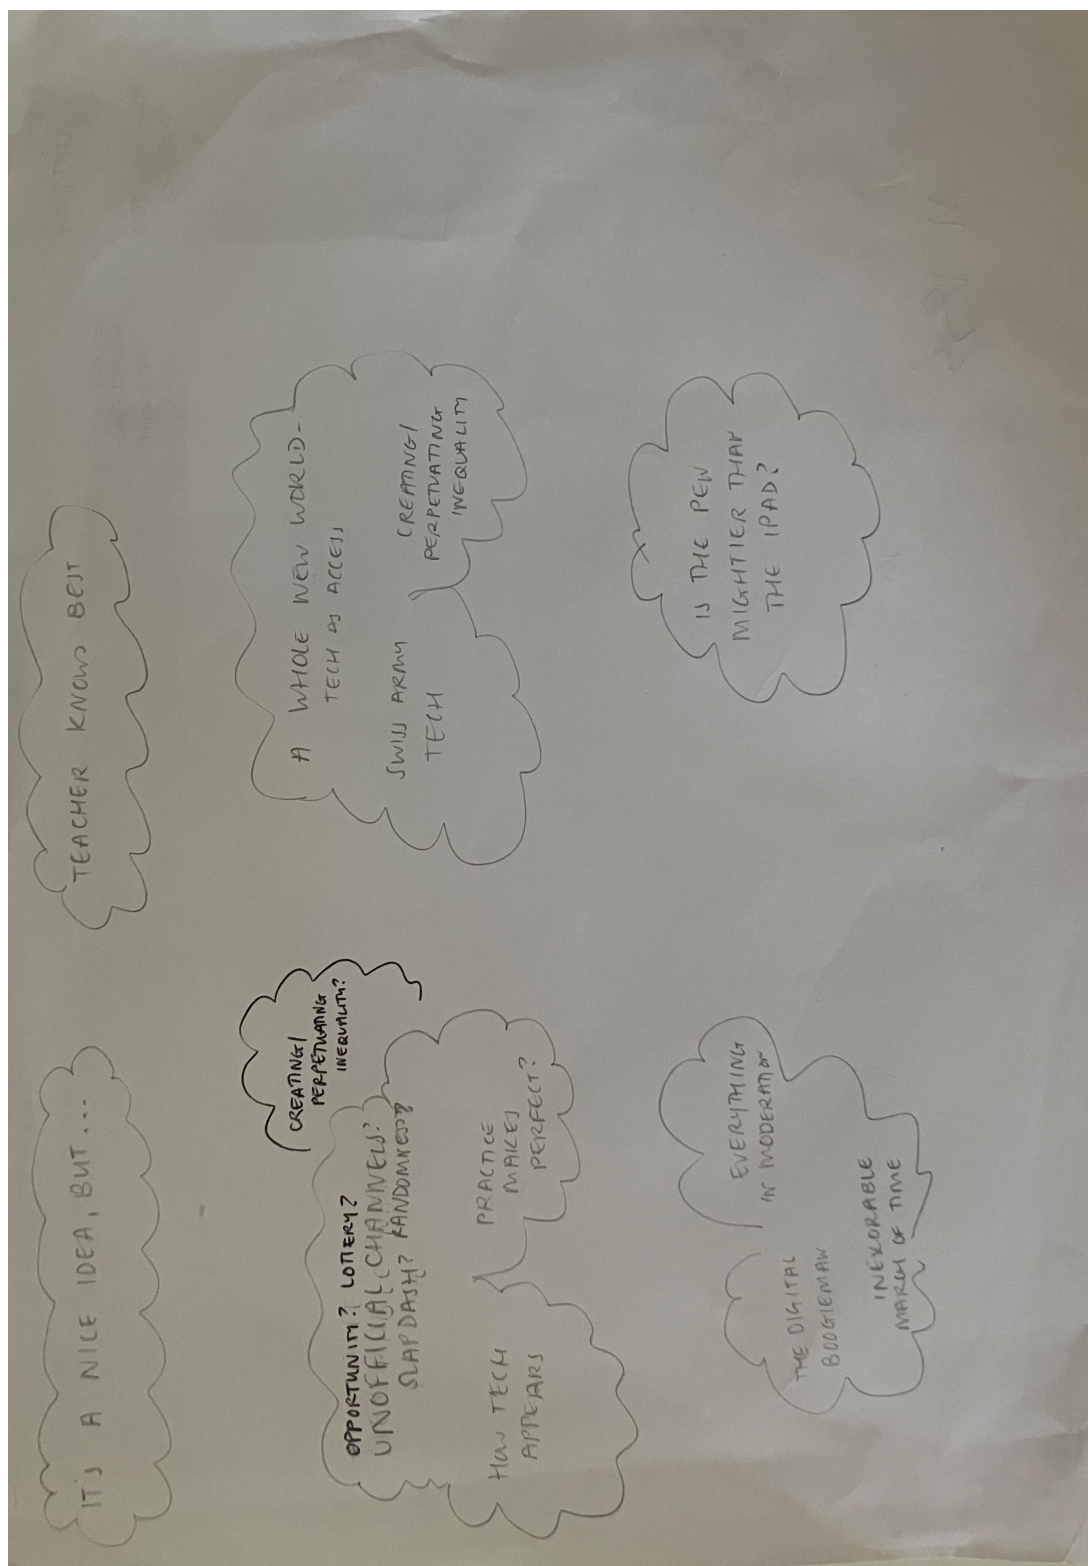 IT'S A NICE IDEA, BUT...
TEACHER KNOWS BEST
CREATING/
PERPETUATING
INEQUALITY?
OPPORTUNITY? LOTTERY?
UNOFFICIAL CHANNELS?
SLAPDASH? RANDOMNESS?
HOW TECH
APPEARS
PRACTICE
MAKES
PERFECT?
A WHOLE NEW WORLD-
TECH AS ACCESS
SWISS ARMY
TECH
CREATING/
PERPETUATING
INEQUALITY
THE DIGITAL
BOOGIEMAN
EVERYTHING
IN MODERATION
INEXORABLE
MARCH OF TIME
IS THE PEN
MIGHTIER THAN
THE IPAD?